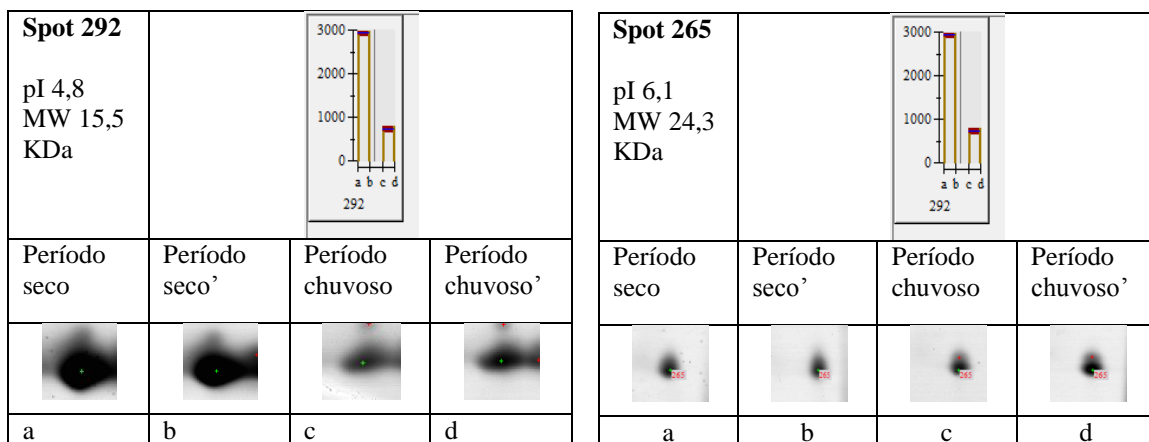 Spot 292
pI 4,8
MW 15,5
KDa
3000
2000
1000
0
a b c d
292
Período
seco
Período
seco’
Período
chuvoso
Período
chuvoso’
a b c d
Spot 265
pI 6,1
MW 24,3
KDa
3000
2000
1000
0
a b c d
292
Período
seco
Período
seco’
Período
chuvoso
Período
chuvoso’
265 265 265 265
a b c d